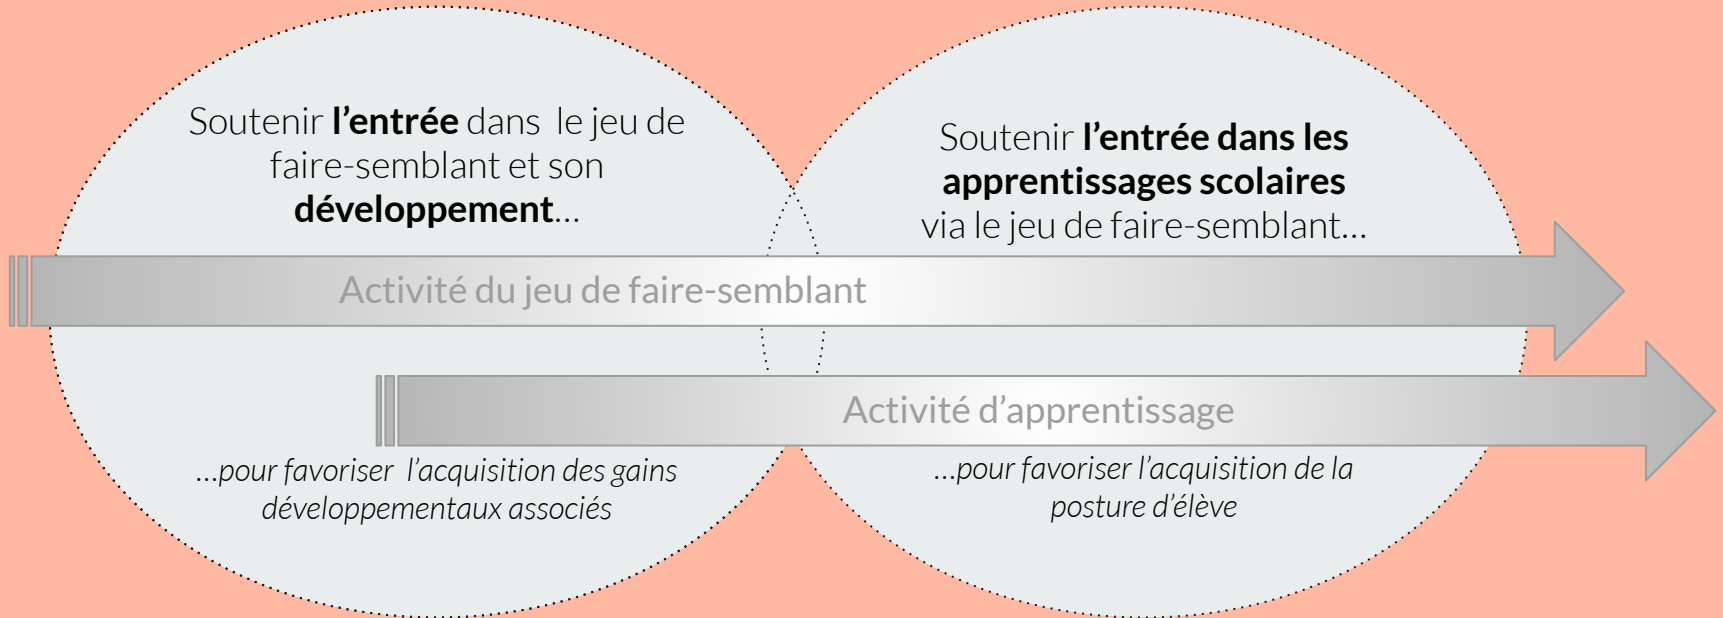 Soutenir l’entrée dans le jeu de
faire-semblant et son
développement…
Soutenir l’entrée dans les
apprentissages scolaires
via le jeu de faire-semblant…
Activité du jeu de faire-semblant
Activité d’apprentissage
…pour favoriser l’acquisition des gains
développementaux associés
…pour favoriser l’acquisition de la
posture d’élève